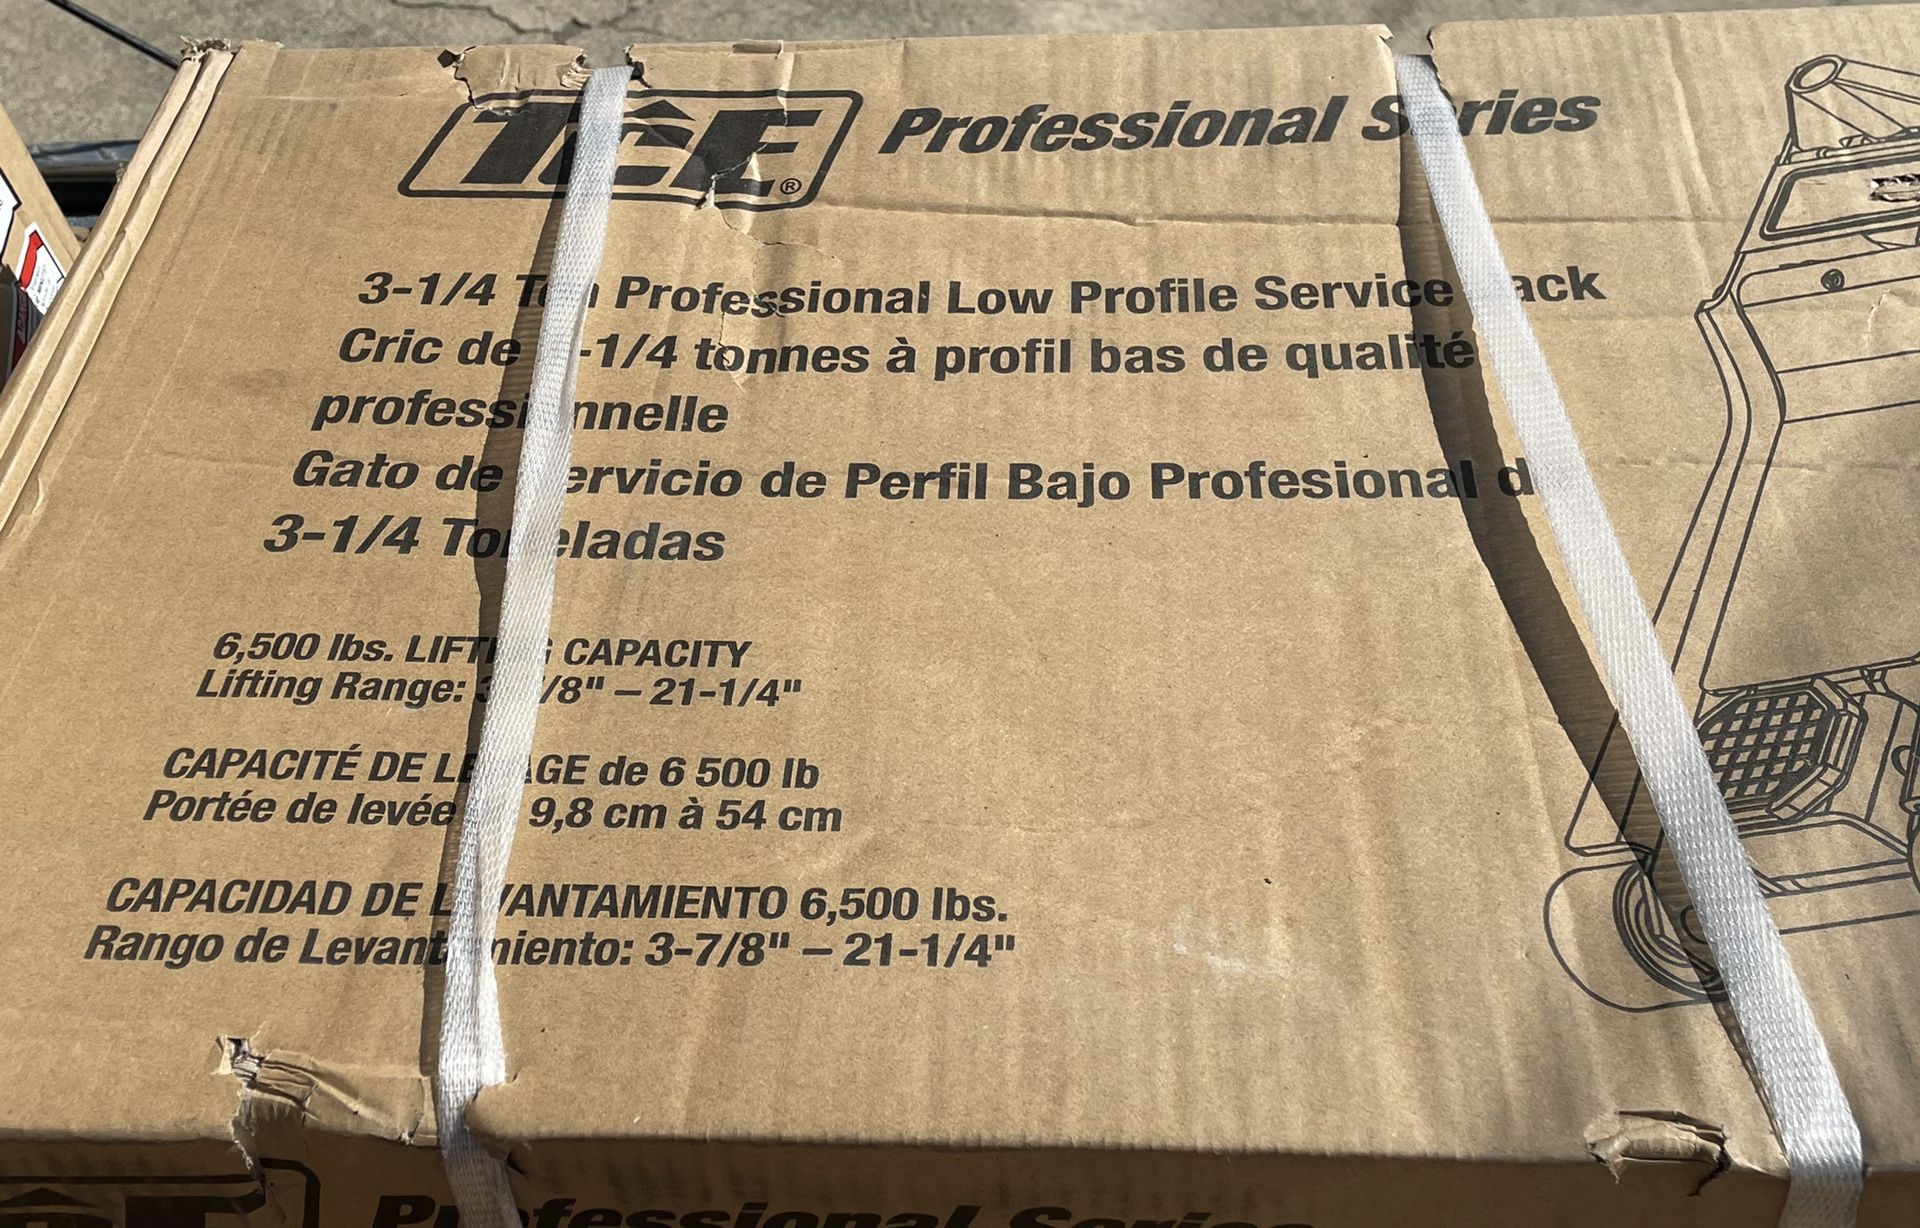 TCE® Professional Series
3-1/4 Ton Professional Low Profile Service Jack
Cric de 3-1/4 tonnes à profil bas de qualité
professionnelle
Gato de Servicio de Perfil Bajo Profesional de
3-1/4 Toneladas
6,500 lbs. LIFTING CAPACITY
Lifting Range: 3-7/8" – 21-1/4"
CAPACITÉ DE LEVAGE de 6 500 lb
Portée de levée : 9,8 cm à 54 cm
CAPACIDAD DE LEVANTAMIENTO 6,500 lbs.
Rango de Levantamiento: 3-7/8" – 21-1/4"
Professional Series